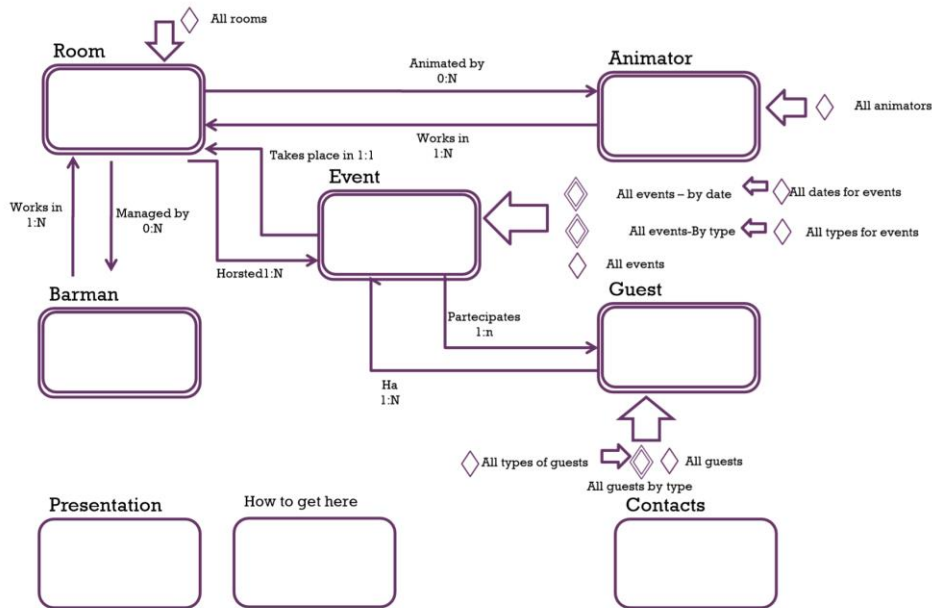 All rooms
Room
Animated by
0:N
Animator
All animators
Works in
1:N
Takes place in 1:1
Event
All events – by date
All dates for events
Works in
1:N
Managed by
0:N
All events-By type
All types for events
Horsted1:N
All events
Barman
Guest
Partecipates
1:n
Ha
1:N
All types of guests
All guests
All guests by type
Presentation
How to get here
Contacts